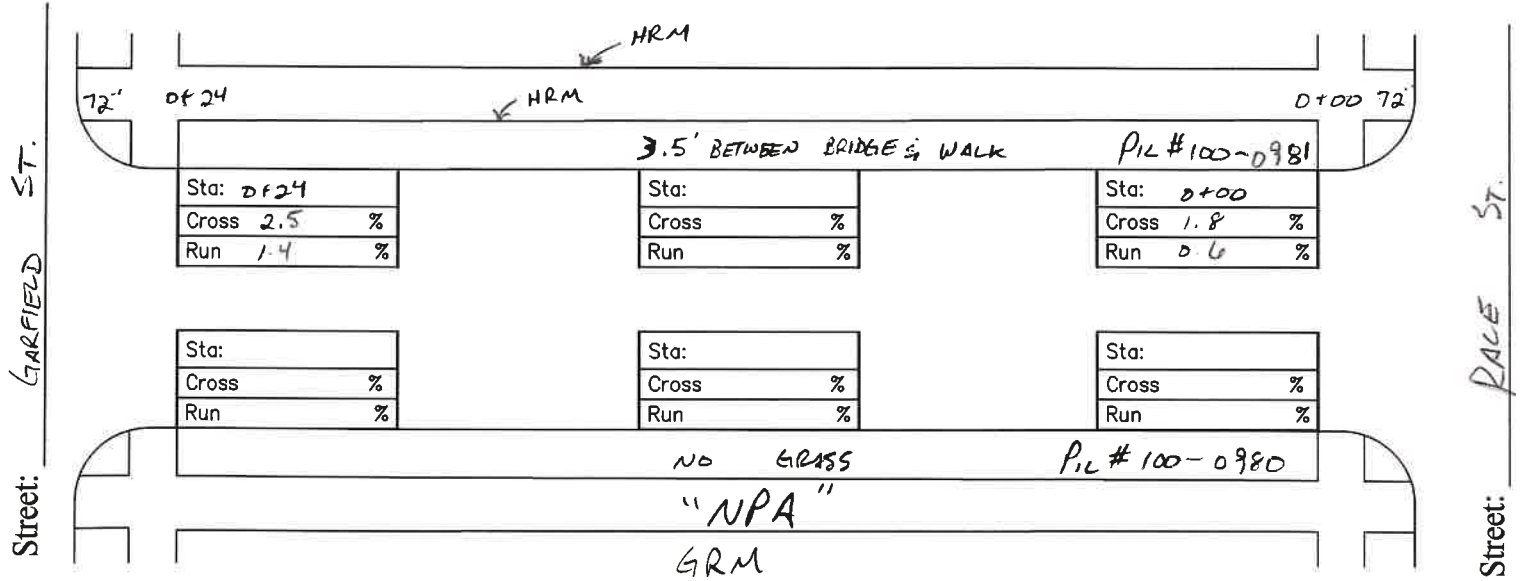 HRM
72" 0+24 HRM 0+00 72"
3.5' BETWEEN BRIDGE & WALK Pic #100-0981
Sta: 0+24 Sta: Sta: 0+00
Cross 2.5 % Cross % Cross 1.8 %
Run 1.4 % Run % Run 0.6 %
Sta: Sta: Sta:
Cross % Cross % Cross %
Run % Run % Run %
NO GRASS Pic #100-0980
"NPA"
GRM
Street: GARFIELD ST.
Street: RACE ST.